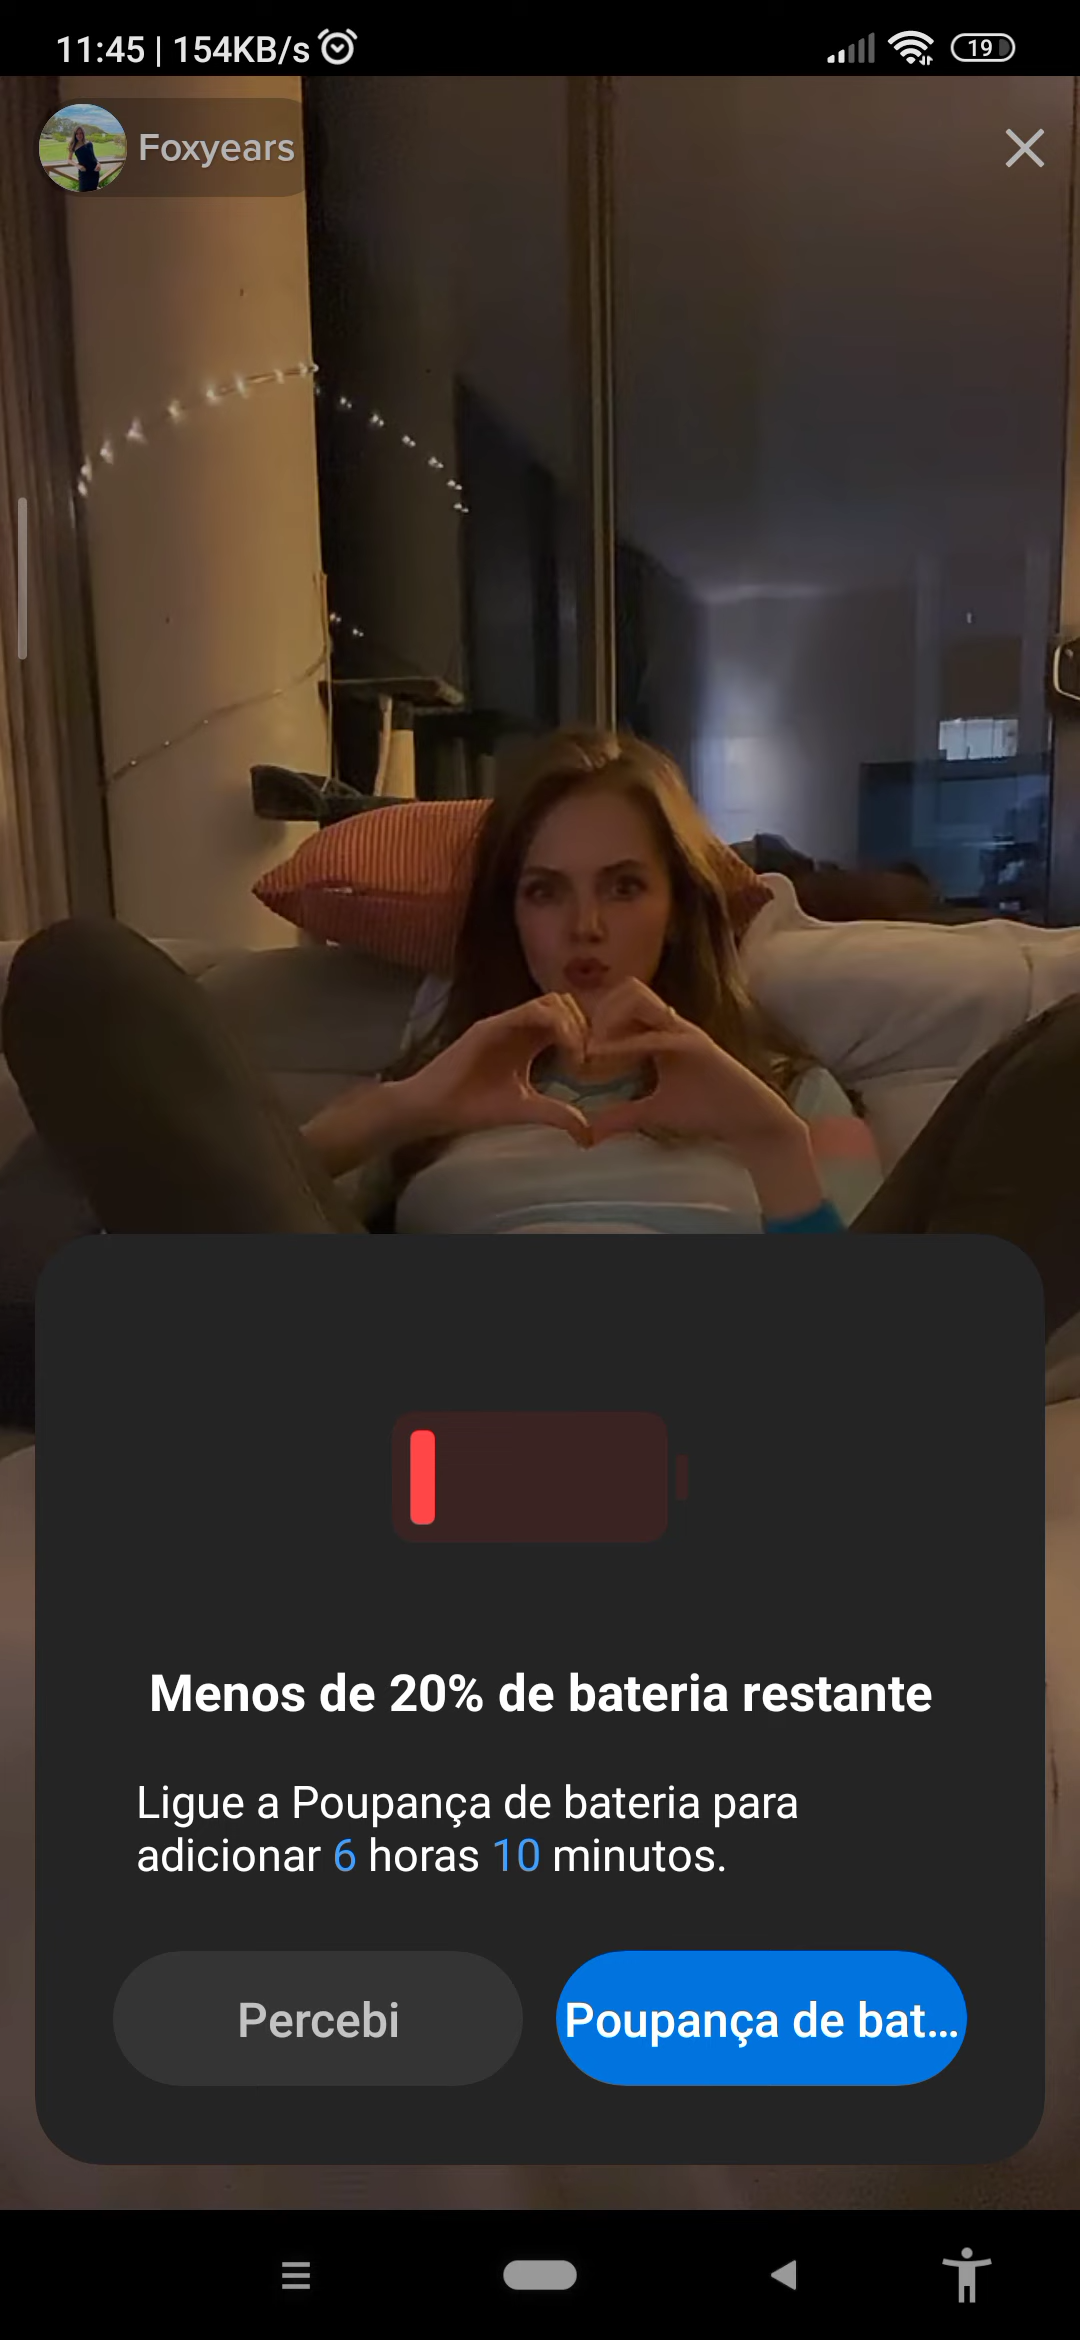 11:45 | 154KB/s
19
Foxyears
Menos de 20% de bateria restante
Ligue a Poupança de bateria para
adicionar 6 horas 10 minutos.
Percebi
Poupança de bat...